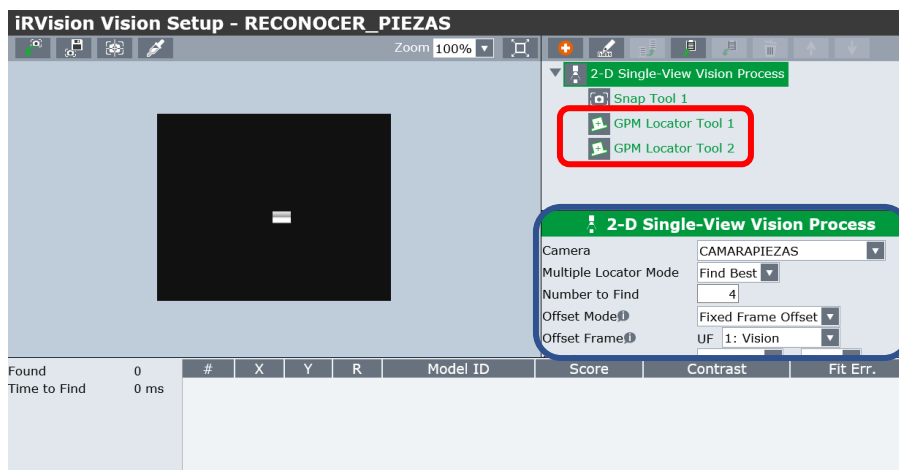 iRVision Vision Setup - RECONOCER_PIEZAS
Zoom 100%
2-D Single-View Vision Process
Snap Tool 1
GPM Locator Tool 1
GPM Locator Tool 2
2-D Single-View Vision Process
Camera CAMARAPIEZAS
Multiple Locator Mode Find Best
Number to Find 4
Offset Mode Fixed Frame Offset
Offset Frame UF 1: Vision
# X Y R Model ID Score Contrast Fit Err.
Found 0
Time to Find 0 ms